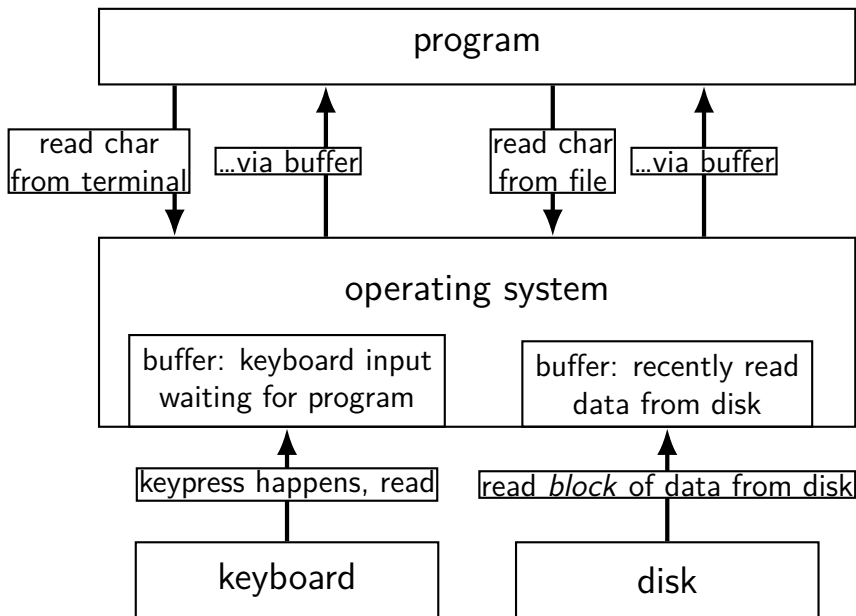 program
read char
from terminal
...via buffer
read char
from file
...via buffer
operating system
buffer: keyboard input
waiting for program
buffer: recently read
data from disk
keypress happens, read
read block of data from disk
keyboard
disk